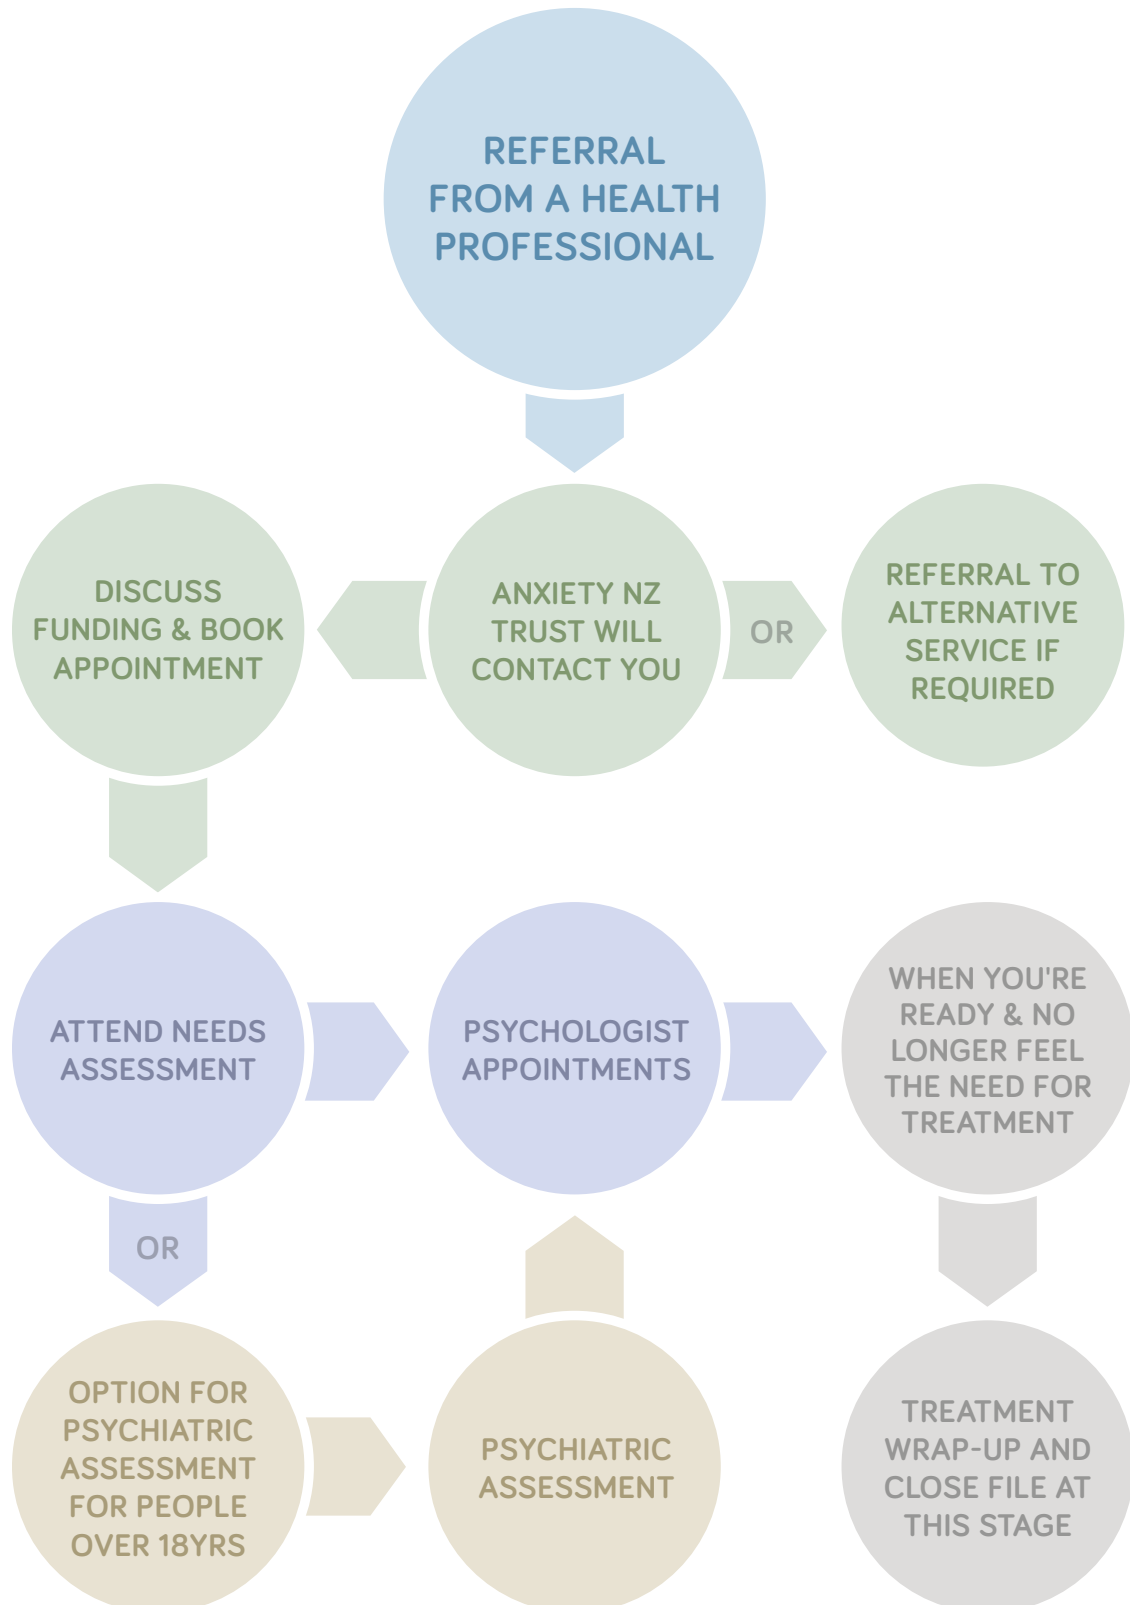 REFERRAL
FROM A HEALTH
PROFESSIONAL
DISCUSS
FUNDING & BOOK
APPOINTMENT
ANXIETY NZ
TRUST WILL
CONTACT YOU
OR
REFERRAL TO
ALTERNATIVE
SERVICE IF
REQUIRED
ATTEND NEEDS
ASSESSMENT
PSYCHOLOGIST
APPOINTMENTS
WHEN YOU'RE
READY & NO
LONGER FEEL
THE NEED FOR
TREATMENT
OR
OPTION FOR
PSYCHIATRIC
ASSESSMENT
FOR PEOPLE
OVER 18YRS
PSYCHIATRIC
ASSESSMENT
TREATMENT
WRAP-UP AND
CLOSE FILE AT
THIS STAGE